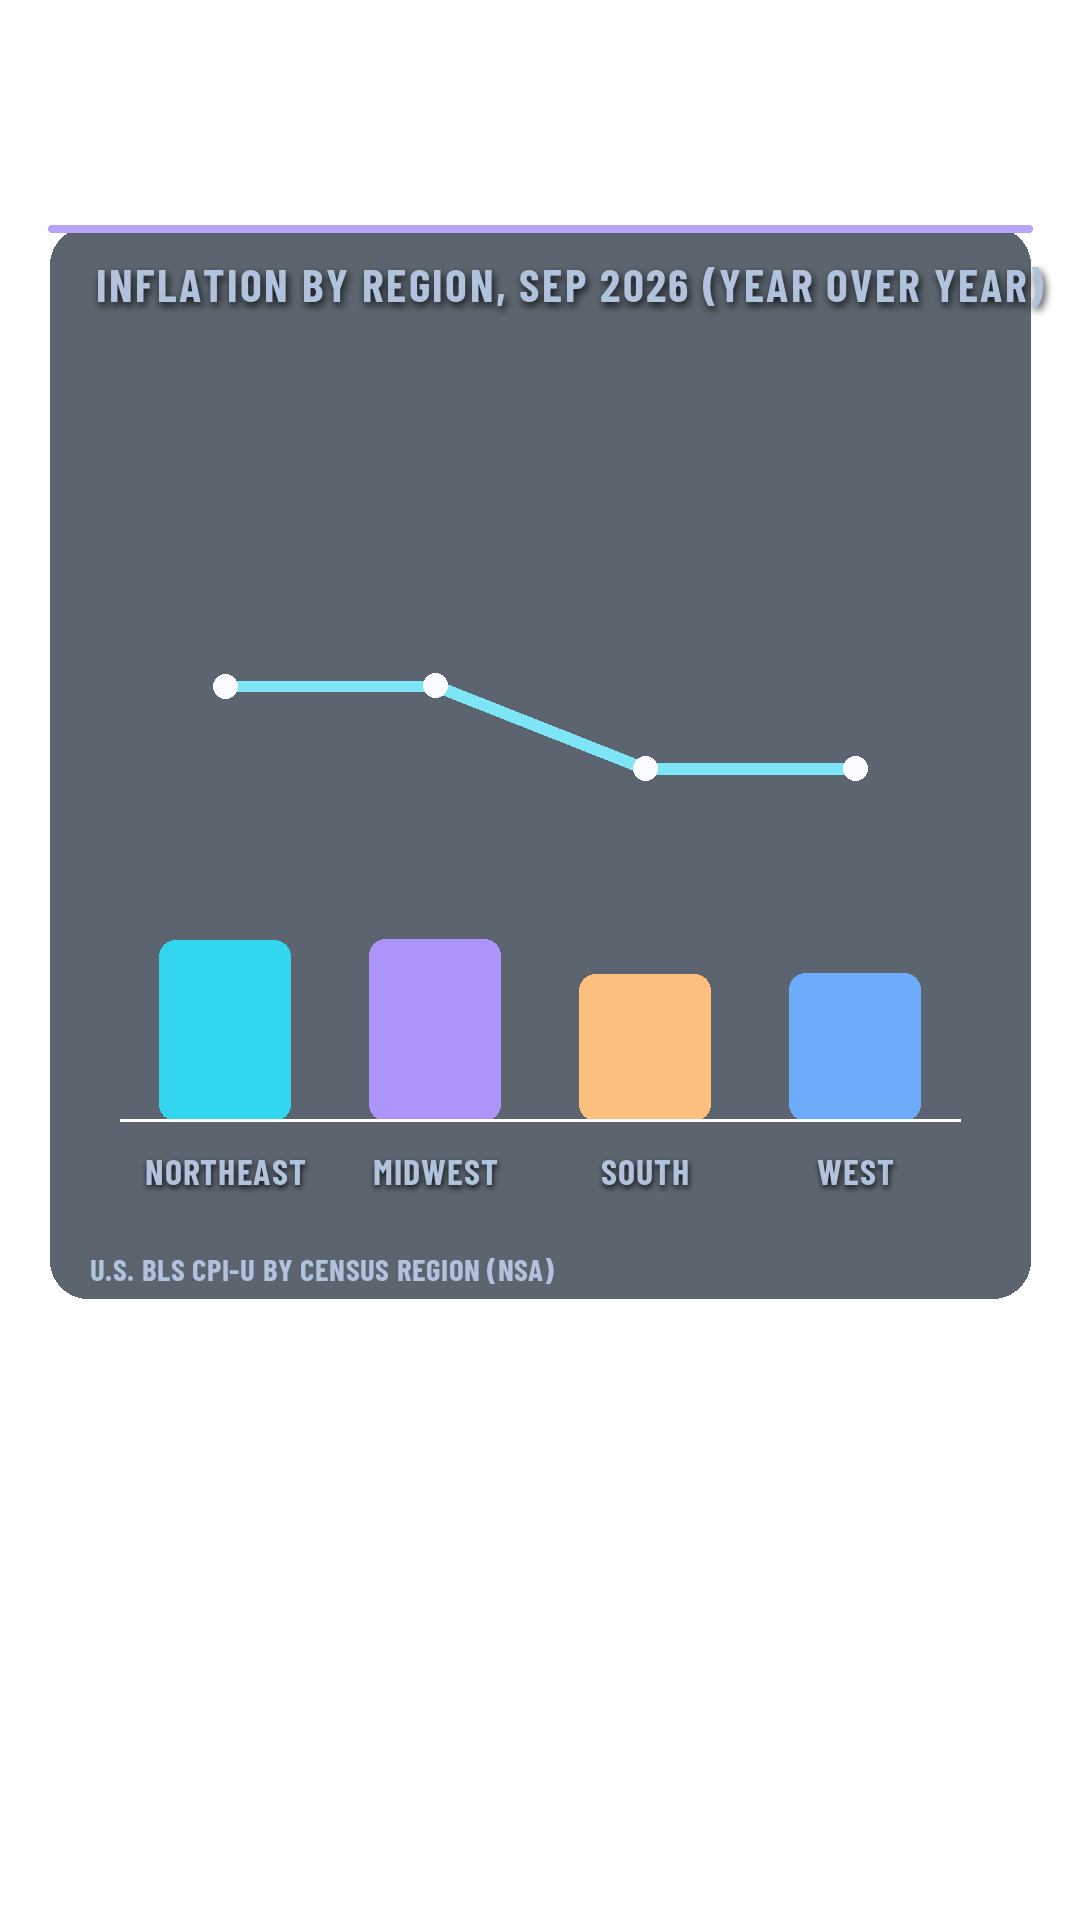 INFLATION BY REGION, SEP 2026 (YEAR OVER YEAR)
NORTHEAST MIDWEST SOUTH WEST
U.S. BLS CPI-U BY CENSUS REGION (NSA)